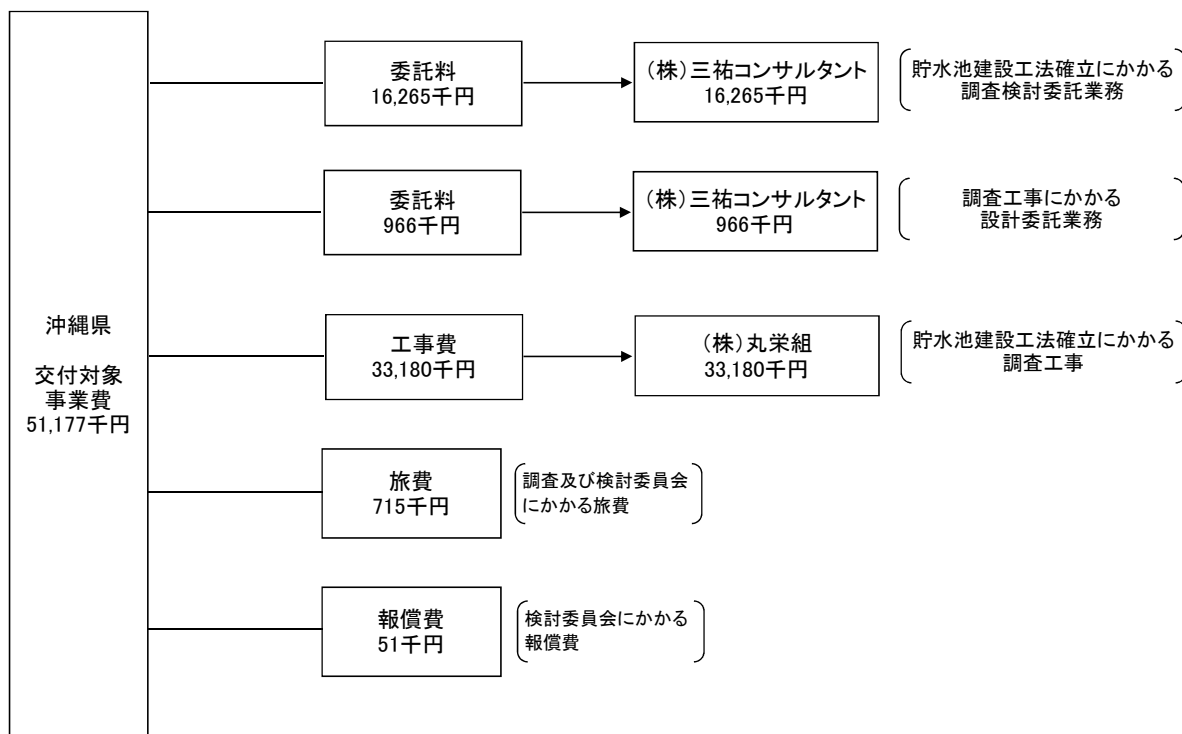 委託料
16,265千円
(株)三祐コンサルタント
16,265千円
貯水池建設工法確立にかかる
調査検討委託業務
委託料
966千円
(株)三祐コンサルタント
966千円
調査工事にかかる
設計委託業務
沖縄県
交付対象
事業費
51,177千円
工事費
33,180千円
(株)丸栄組
33,180千円
貯水池建設工法確立にかかる
調査工事
旅費
715千円
調査及び検討委員会
にかかる旅費
報償費
51千円
検討委員会にかかる
報償費